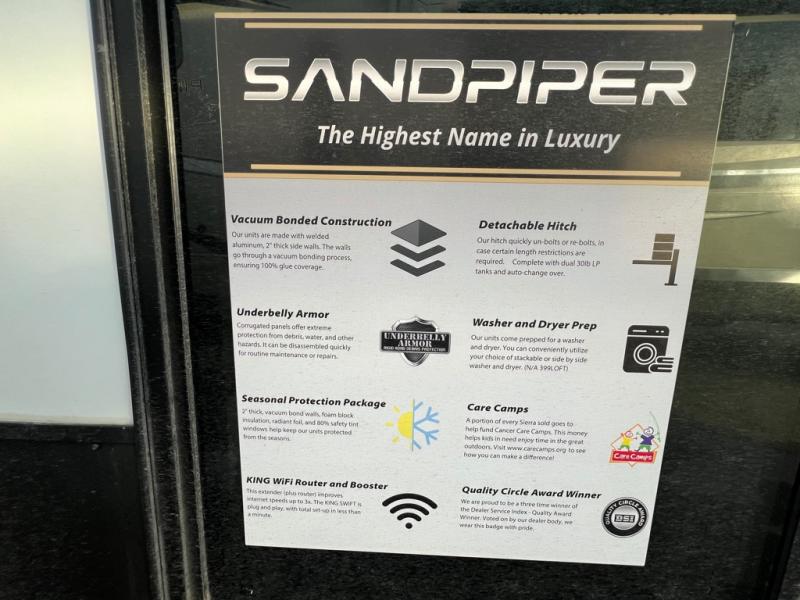 SANDPIPER
The Highest Name in Luxury
Vacuum Bonded Construction
Our units are made with welded
aluminum, 2" thick side walls. The walls
go through a vacuum bonding process,
ensuring 100% glue coverage.
Detachable Hitch
Our hitch quickly un-bolts or re-bolts, in
case certain length restrictions are
required. Complete with dual 30lb LP
tanks and auto-change over.
Underbelly Armor
Corrugated panels offer extreme
protection from debris, water, and other
hazards. It can be disassembled quickly
for routine maintenance or repairs.
UNDERBELLY
ARMOR
ROAD BORNE DEBRIS PROTECTION
Washer and Dryer Prep
Our units come prepped for a washer
and dryer. You can conveniently utilize
your choice of stackable or side by side
washer and dryer. (N/A 399LOFT)
Seasonal Protection Package
2" thick, vacuum bond walls, foam block
insulation, radiant foil, and 80% safety tint
windows help keep our units protected
from the seasons.
Care Camps
A portion of every Sierra sold goes to
help fund Cancer Care Camps. This money
helps kids in need enjoy time in the great
outdoors. Visit www.carecamps.org to see
how you can make a difference!
Care Camps
KING WiFi Router and Booster
This extender (plus router) improves
internet speeds up to 3x. The KING SWIFT is
plug and play, with total set-up in less than
a minute.
Quality Circle Award Winner
We are proud to be a three time winner of
the Dealer Service Index - Quality Award
Winner. Voted on by our dealer body, we
wear this badge with pride.
QUALITY CIRCLE AWARD
DSI